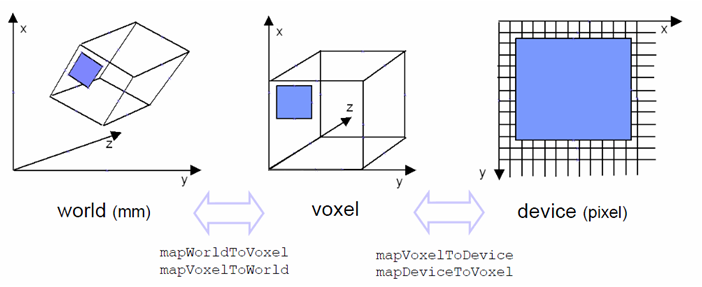 x
z
y
world (mm)
x
z
y
voxel
x
y
device (pixel)
mapWorldToVoxel
mapVoxelToWorld
mapVoxelToDevice
mapDeviceToVoxel